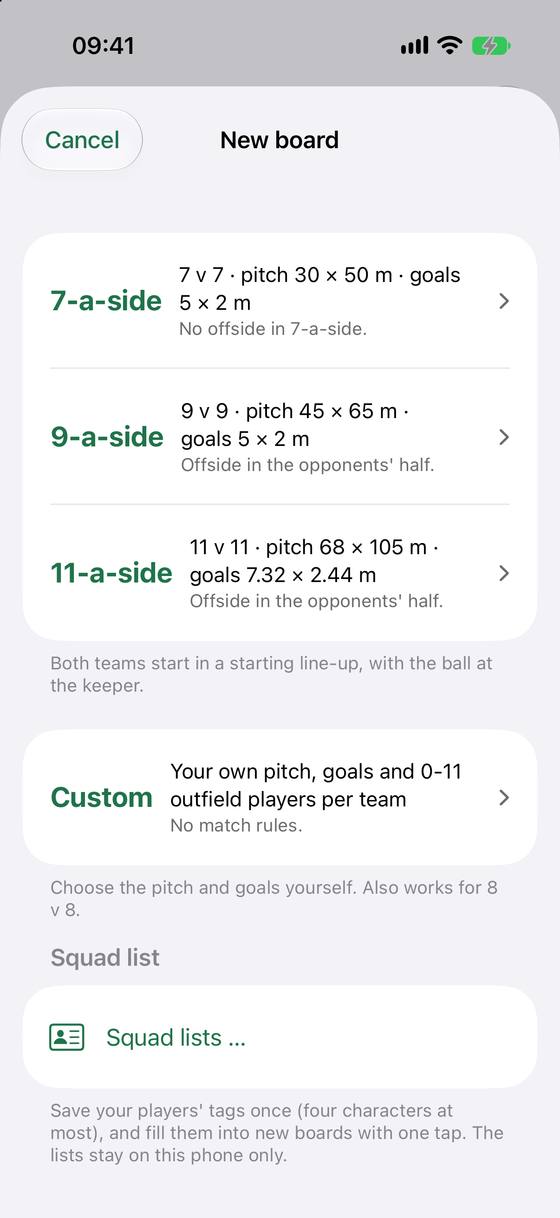 09:41
Cancel
New board
7-a-side
7 v 7 · pitch 30 × 50 m · goals
5 × 2 m
No offside in 7-a-side.
9-a-side
9 v 9 · pitch 45 × 65 m ·
goals 5 × 2 m
Offside in the opponents' half.
11-a-side
11 v 11 · pitch 68 × 105 m ·
goals 7.32 × 2.44 m
Offside in the opponents' half.
Both teams start in a starting line-up, with the ball at
the keeper.
Custom
Your own pitch, goals and 0-11
outfield players per team
No match rules.
Choose the pitch and goals yourself. Also works for 8
v 8.
Squad list
Squad lists ...
Save your players' tags once (four characters at
most), and fill them into new boards with one tap. The
lists stay on this phone only.